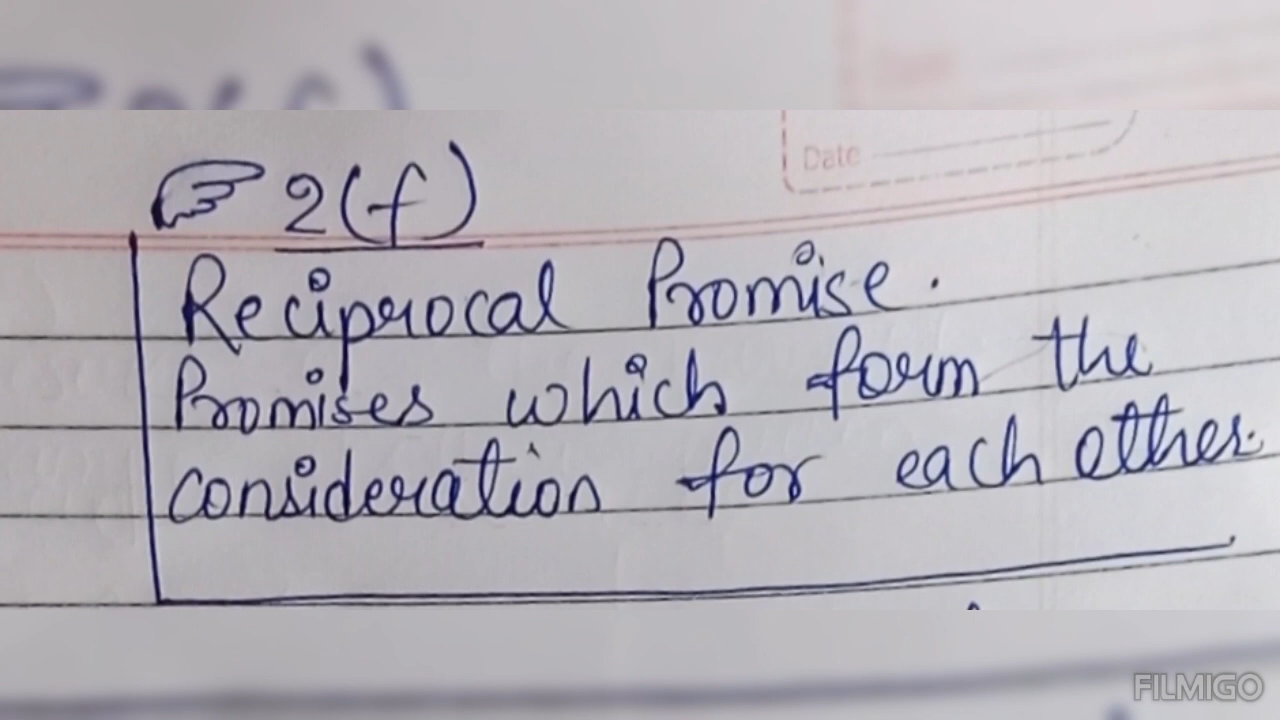 Date
2(f)
Reciprocal Promise.
Promises which form the
consideration for each other.
FILMIGO